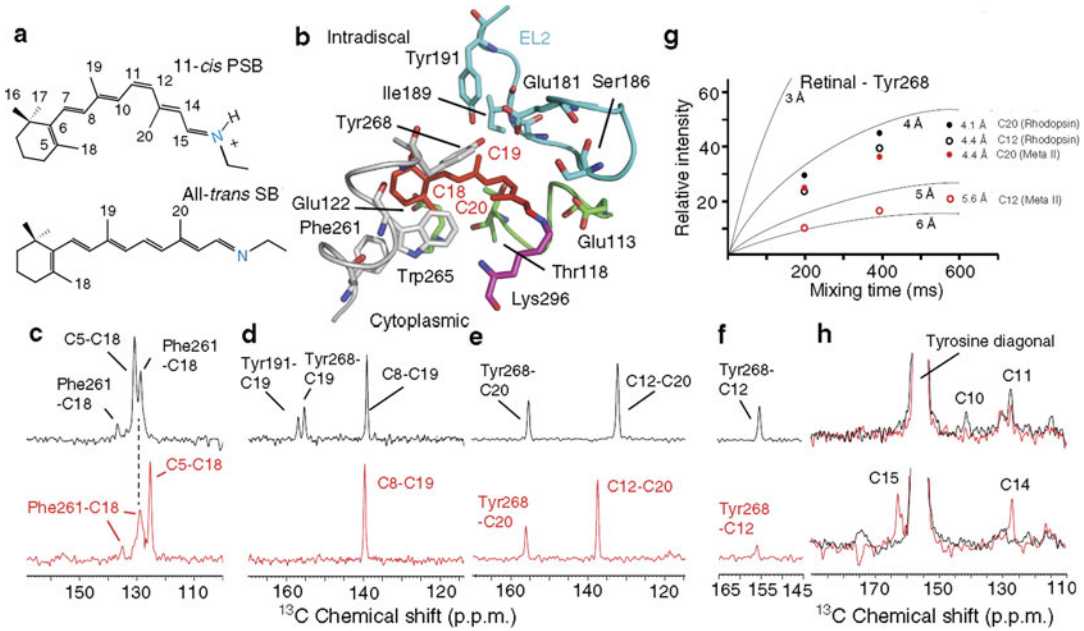 a
11-cis PSB
19
11
12
16
17
7
8
10
14
6
5
18
20
15
N
H
+
All-trans SB
19
20
18
N
b
Intradiscal
EL2
Tyr191
Glu181
Ser186
Ile189
Tyr268
C19
C18
C20
Glu122
Phe261
Glu113
Trp265
Thr118
Lys296
Cytoplasmic
g
Retinal - Tyr268
Relative intensity
60
40
20
3 Å
4 Å
5 Å
6 Å
4.1 Å C20 (Rhodopsin)
4.4 Å C12 (Rhodopsin)
4.4 Å C20 (Meta II)
5.6 Å C12 (Meta II)
0 200 400 600 800
Mixing time (ms)
c
C5-C18
Phe261
-C18
Phe261
-C18
C5-C18
Phe261-C18
150 130 110
d
Tyr191-
C19
Tyr268-
C19
C8-C19
C8-C19
160 140 120
e
Tyr268-
C20
C12-C20
Tyr268
-C20
C12-C20
160 140 120
f
Tyr268-
C12
Tyr268
-C12
165 155 145
h
Tyrosine diagonal
C10
C11
C15
C14
170 150 130 110
13C Chemical shift (p.p.m.)
13C Chemical shift (p.p.m.)